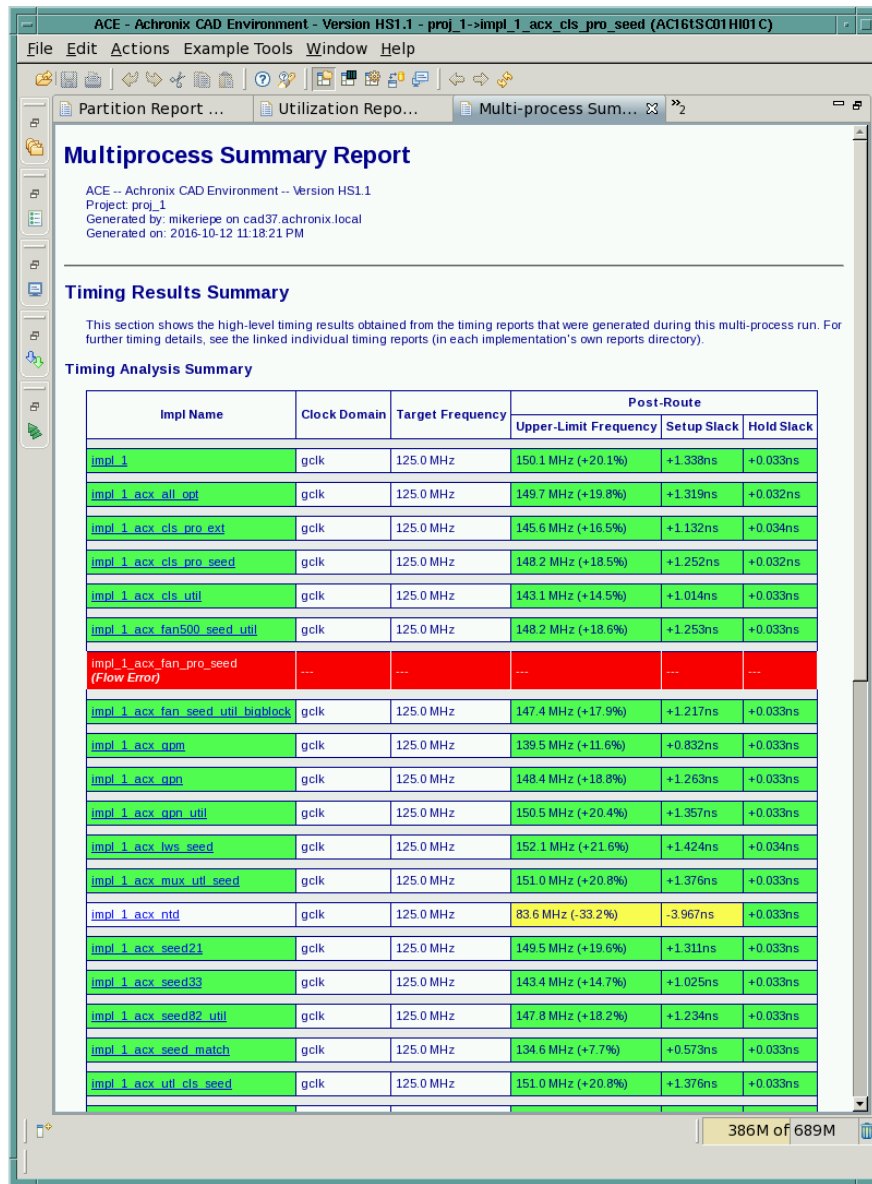 ACE - Achronix CAD Environment - Version HS1.1 - proj_1->impl_1_acx_cls_pro_seed (AC16tSC01HI01C)
File Edit Actions Example Tools Window Help
Partition Report ... Utilization Repo... Multi-process Sum... »2
Multiprocess Summary Report
ACE -- Achronix CAD Environment -- Version HS1.1
Project: proj_1
Generated by: mikeriepe on cad37.achronix.local
Generated on: 2016-10-12 11:18:21 PM
Timing Results Summary
This section shows the high-level timing results obtained from the timing reports that were generated during this multi-process run. For
further timing details, see the linked individual timing reports (in each implementation's own reports directory).
Timing Analysis Summary
Impl Name Clock Domain Target Frequency Post-Route
Upper-Limit Frequency Setup Slack Hold Slack
impl_1 gclk 125.0 MHz 150.1 MHz (+20.1%) +1.338ns +0.033ns
impl_1_acx_all_opt gclk 125.0 MHz 149.7 MHz (+19.8%) +1.319ns +0.032ns
impl_1_acx_cls_pro_ext gclk 125.0 MHz 145.6 MHz (+16.5%) +1.132ns +0.034ns
impl_1_acx_cls_pro_seed gclk 125.0 MHz 148.2 MHz (+18.5%) +1.252ns +0.032ns
impl_1_acx_cls_util gclk 125.0 MHz 143.1 MHz (+14.5%) +1.014ns +0.033ns
impl_1_acx_fan500_seed_util gclk 125.0 MHz 148.2 MHz (+18.6%) +1.253ns +0.033ns
impl_1_acx_fan_pro_seed
(Flow Error) --- --- --- --- ---
impl_1_acx_fan_seed_util_bigblock gclk 125.0 MHz 147.4 MHz (+17.9%) +1.217ns +0.033ns
impl_1_acx_qpm gclk 125.0 MHz 139.5 MHz (+11.6%) +0.832ns +0.033ns
impl_1_acx_qpn gclk 125.0 MHz 148.4 MHz (+18.8%) +1.263ns +0.033ns
impl_1_acx_qpn_util gclk 125.0 MHz 150.5 MHz (+20.4%) +1.357ns +0.033ns
impl_1_acx_lws_seed gclk 125.0 MHz 152.1 MHz (+21.6%) +1.424ns +0.034ns
impl_1_acx_mux_utl_seed gclk 125.0 MHz 151.0 MHz (+20.8%) +1.376ns +0.033ns
impl_1_acx_ntd gclk 125.0 MHz 83.6 MHz (-33.2%) -3.967ns +0.033ns
impl_1_acx_seed21 gclk 125.0 MHz 149.5 MHz (+19.6%) +1.311ns +0.033ns
impl_1_acx_seed33 gclk 125.0 MHz 143.4 MHz (+14.7%) +1.025ns +0.033ns
impl_1_acx_seed82_util gclk 125.0 MHz 147.8 MHz (+18.2%) +1.234ns +0.033ns
impl_1_acx_seed_match gclk 125.0 MHz 134.6 MHz (+7.7%) +0.573ns +0.033ns
impl_1_acx_utl_cls_seed gclk 125.0 MHz 151.0 MHz (+20.8%) +1.376ns +0.033ns
386M of 689M